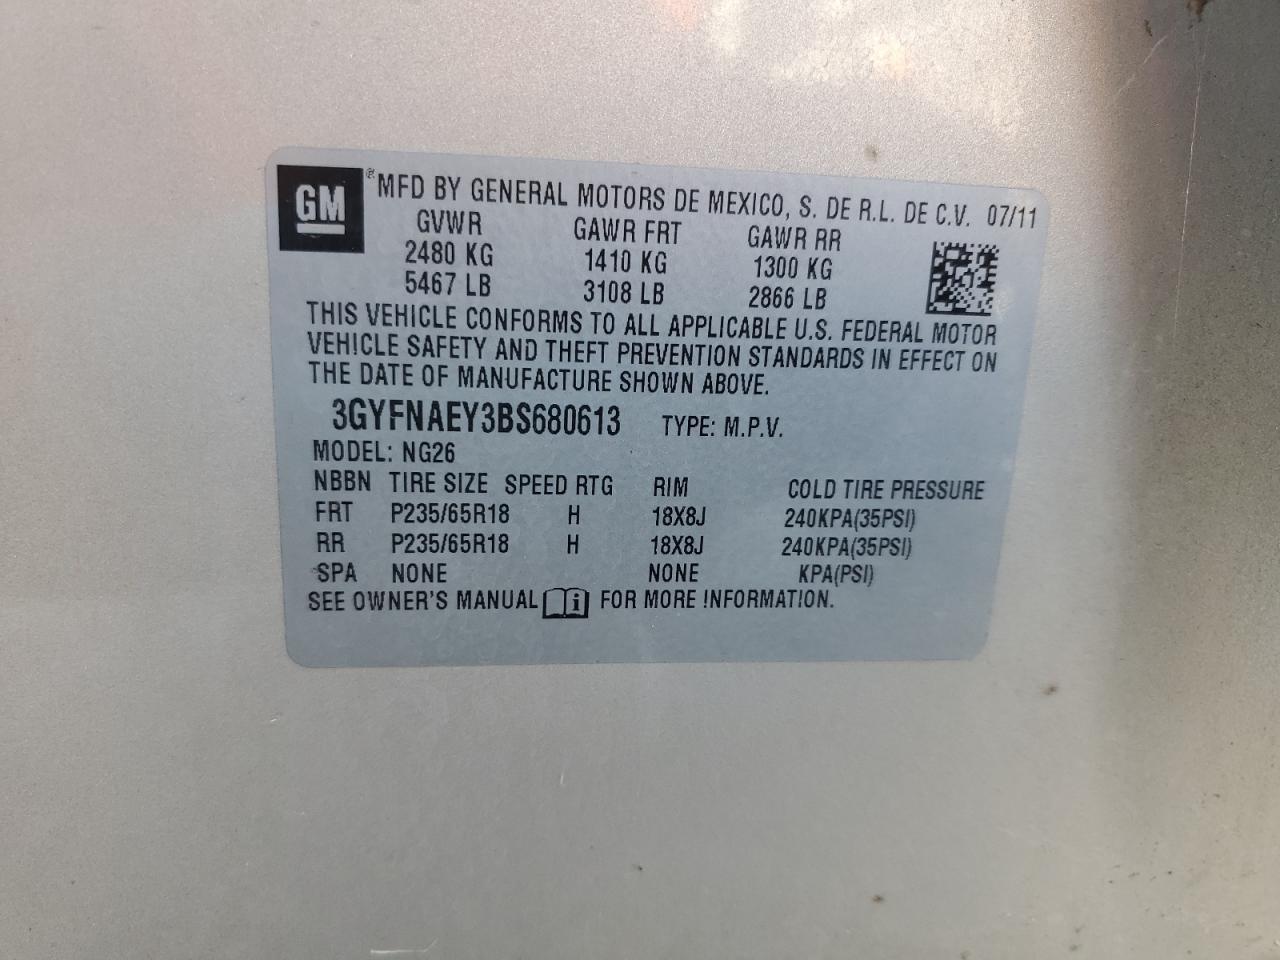 GM ® MFD BY GENERAL MOTORS DE MEXICO, S. DE R.L. DE C.V. 07/11
GVWR GAWR FRT GAWR RR
2480 KG 1410 KG 1300 KG
5467 LB 3108 LB 2866 LB
THIS VEHICLE CONFORMS TO ALL APPLICABLE U.S. FEDERAL MOTOR
VEHICLE SAFETY AND THEFT PREVENTION STANDARDS IN EFFECT ON
THE DATE OF MANUFACTURE SHOWN ABOVE.
3GYFNAEY3BS680613 TYPE: M.P.V.
MODEL: NG26
NBBN TIRE SIZE SPEED RTG RIM COLD TIRE PRESSURE
FRT P235/65R18 H 18X8J 240KPA(35PSI)
RR P235/65R18 H 18X8J 240KPA(35PSI)
SPA NONE NONE KPA(PSI)
SEE OWNER'S MANUAL i FOR MORE INFORMATION.